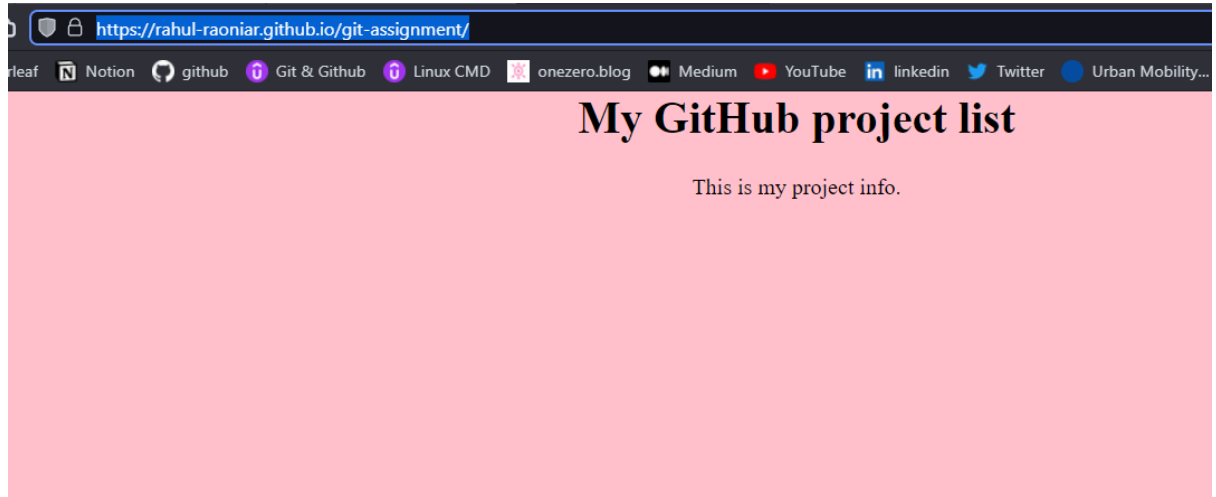 https://rahul-raoniar.github.io/git-assignment/
rleaf Notion github Git & Github Linux CMD onezero.blog Medium YouTube linkedin Twitter Urban Mobility...
My GitHub project list
This is my project info.